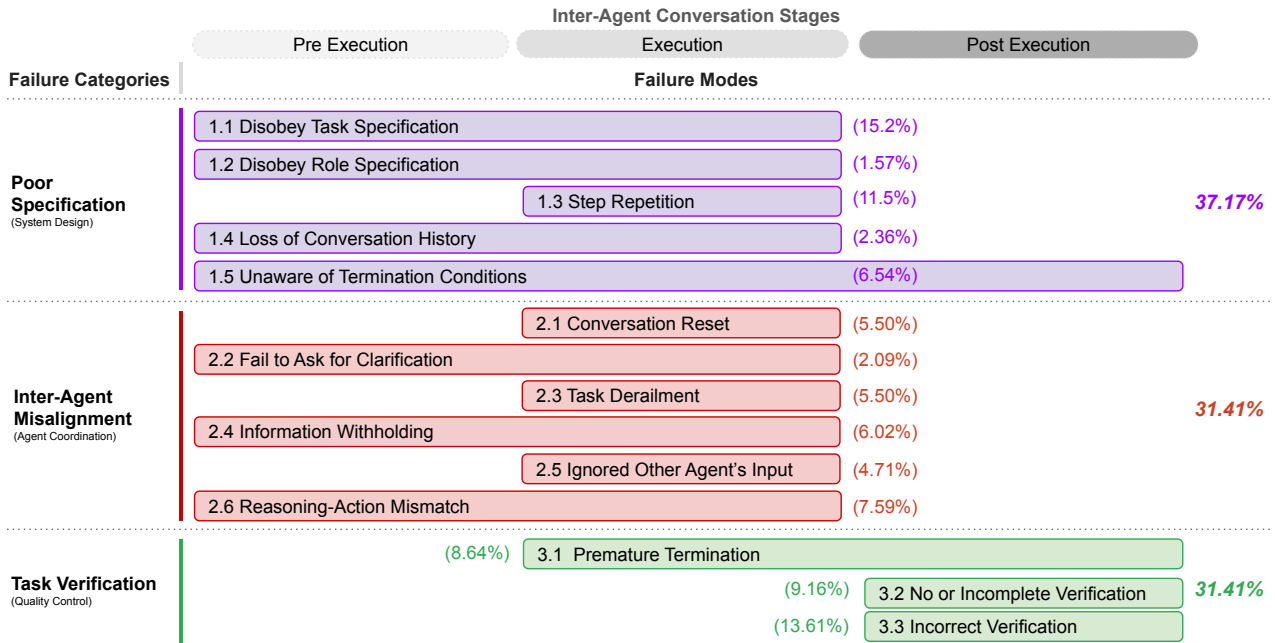 Inter-Agent Conversation Stages
Pre Execution
Execution
Post Execution
Failure Categories
Failure Modes
Poor
Specification
(System Design)
1.1 Disobey Task Specification
(15.2%)
1.2 Disobey Role Specification
(1.57%)
1.3 Step Repetition
(11.5%)
1.4 Loss of Conversation History
(2.36%)
1.5 Unaware of Termination Conditions
(6.54%)
37.17%
Inter-Agent
Misalignment
(Agent Coordination)
2.1 Conversation Reset
(5.50%)
2.2 Fail to Ask for Clarification
(2.09%)
2.3 Task Derailment
(5.50%)
2.4 Information Withholding
(6.02%)
2.5 Ignored Other Agent's Input
(4.71%)
2.6 Reasoning-Action Mismatch
(7.59%)
31.41%
Task Verification
(Quality Control)
(8.64%)
3.1 Premature Termination
(9.16%)
3.2 No or Incomplete Verification
(13.61%)
3.3 Incorrect Verification
31.41%